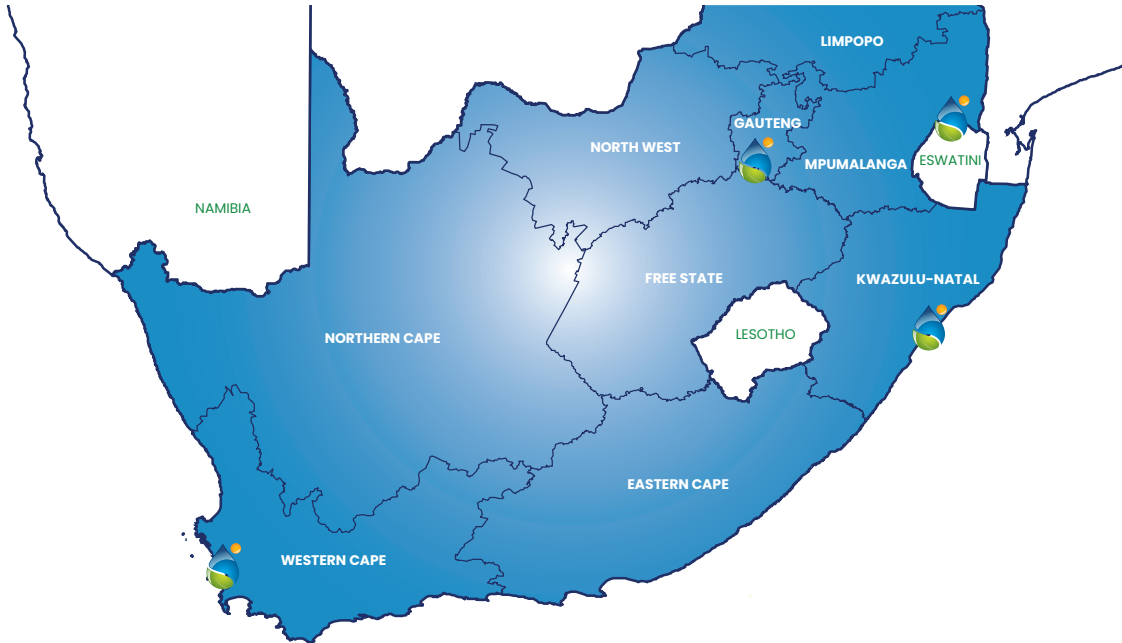 LIMPOPO
GAUTENG
NORTH WEST
MPUMALANGA
ESWATINI
NAMIBIA
FREE STATE
KWAZULU-NATAL
NORTHERN CAPE
LESOTHO
EASTERN CAPE
WESTERN CAPE